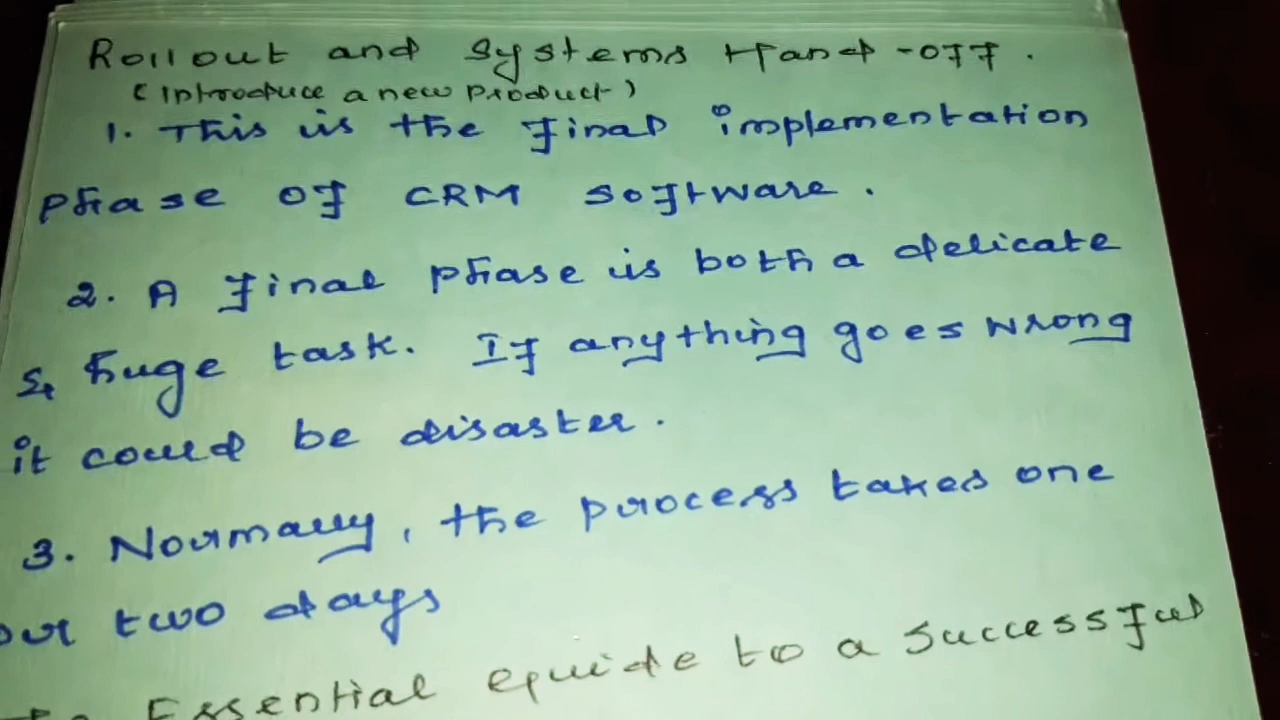 Rollout and Systems Hand-off.
(Introduce a new product)
1. This is the final implementation
phase of CRM software.
2. A final phase is both a delicate
& huge task. If anything goes wrong
it could be disaster.
3. Normally, the process takes one
or two days
Essential guide to a successful